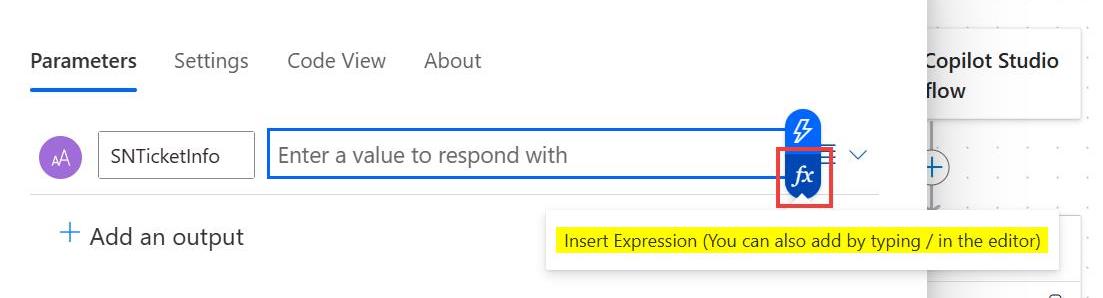 Parameters Settings Code View About
Copilot Studio
flow
AA SNTicketInfo Enter a value to respond with
fx
Add an output
Insert Expression (You can also add by typing / in the editor)